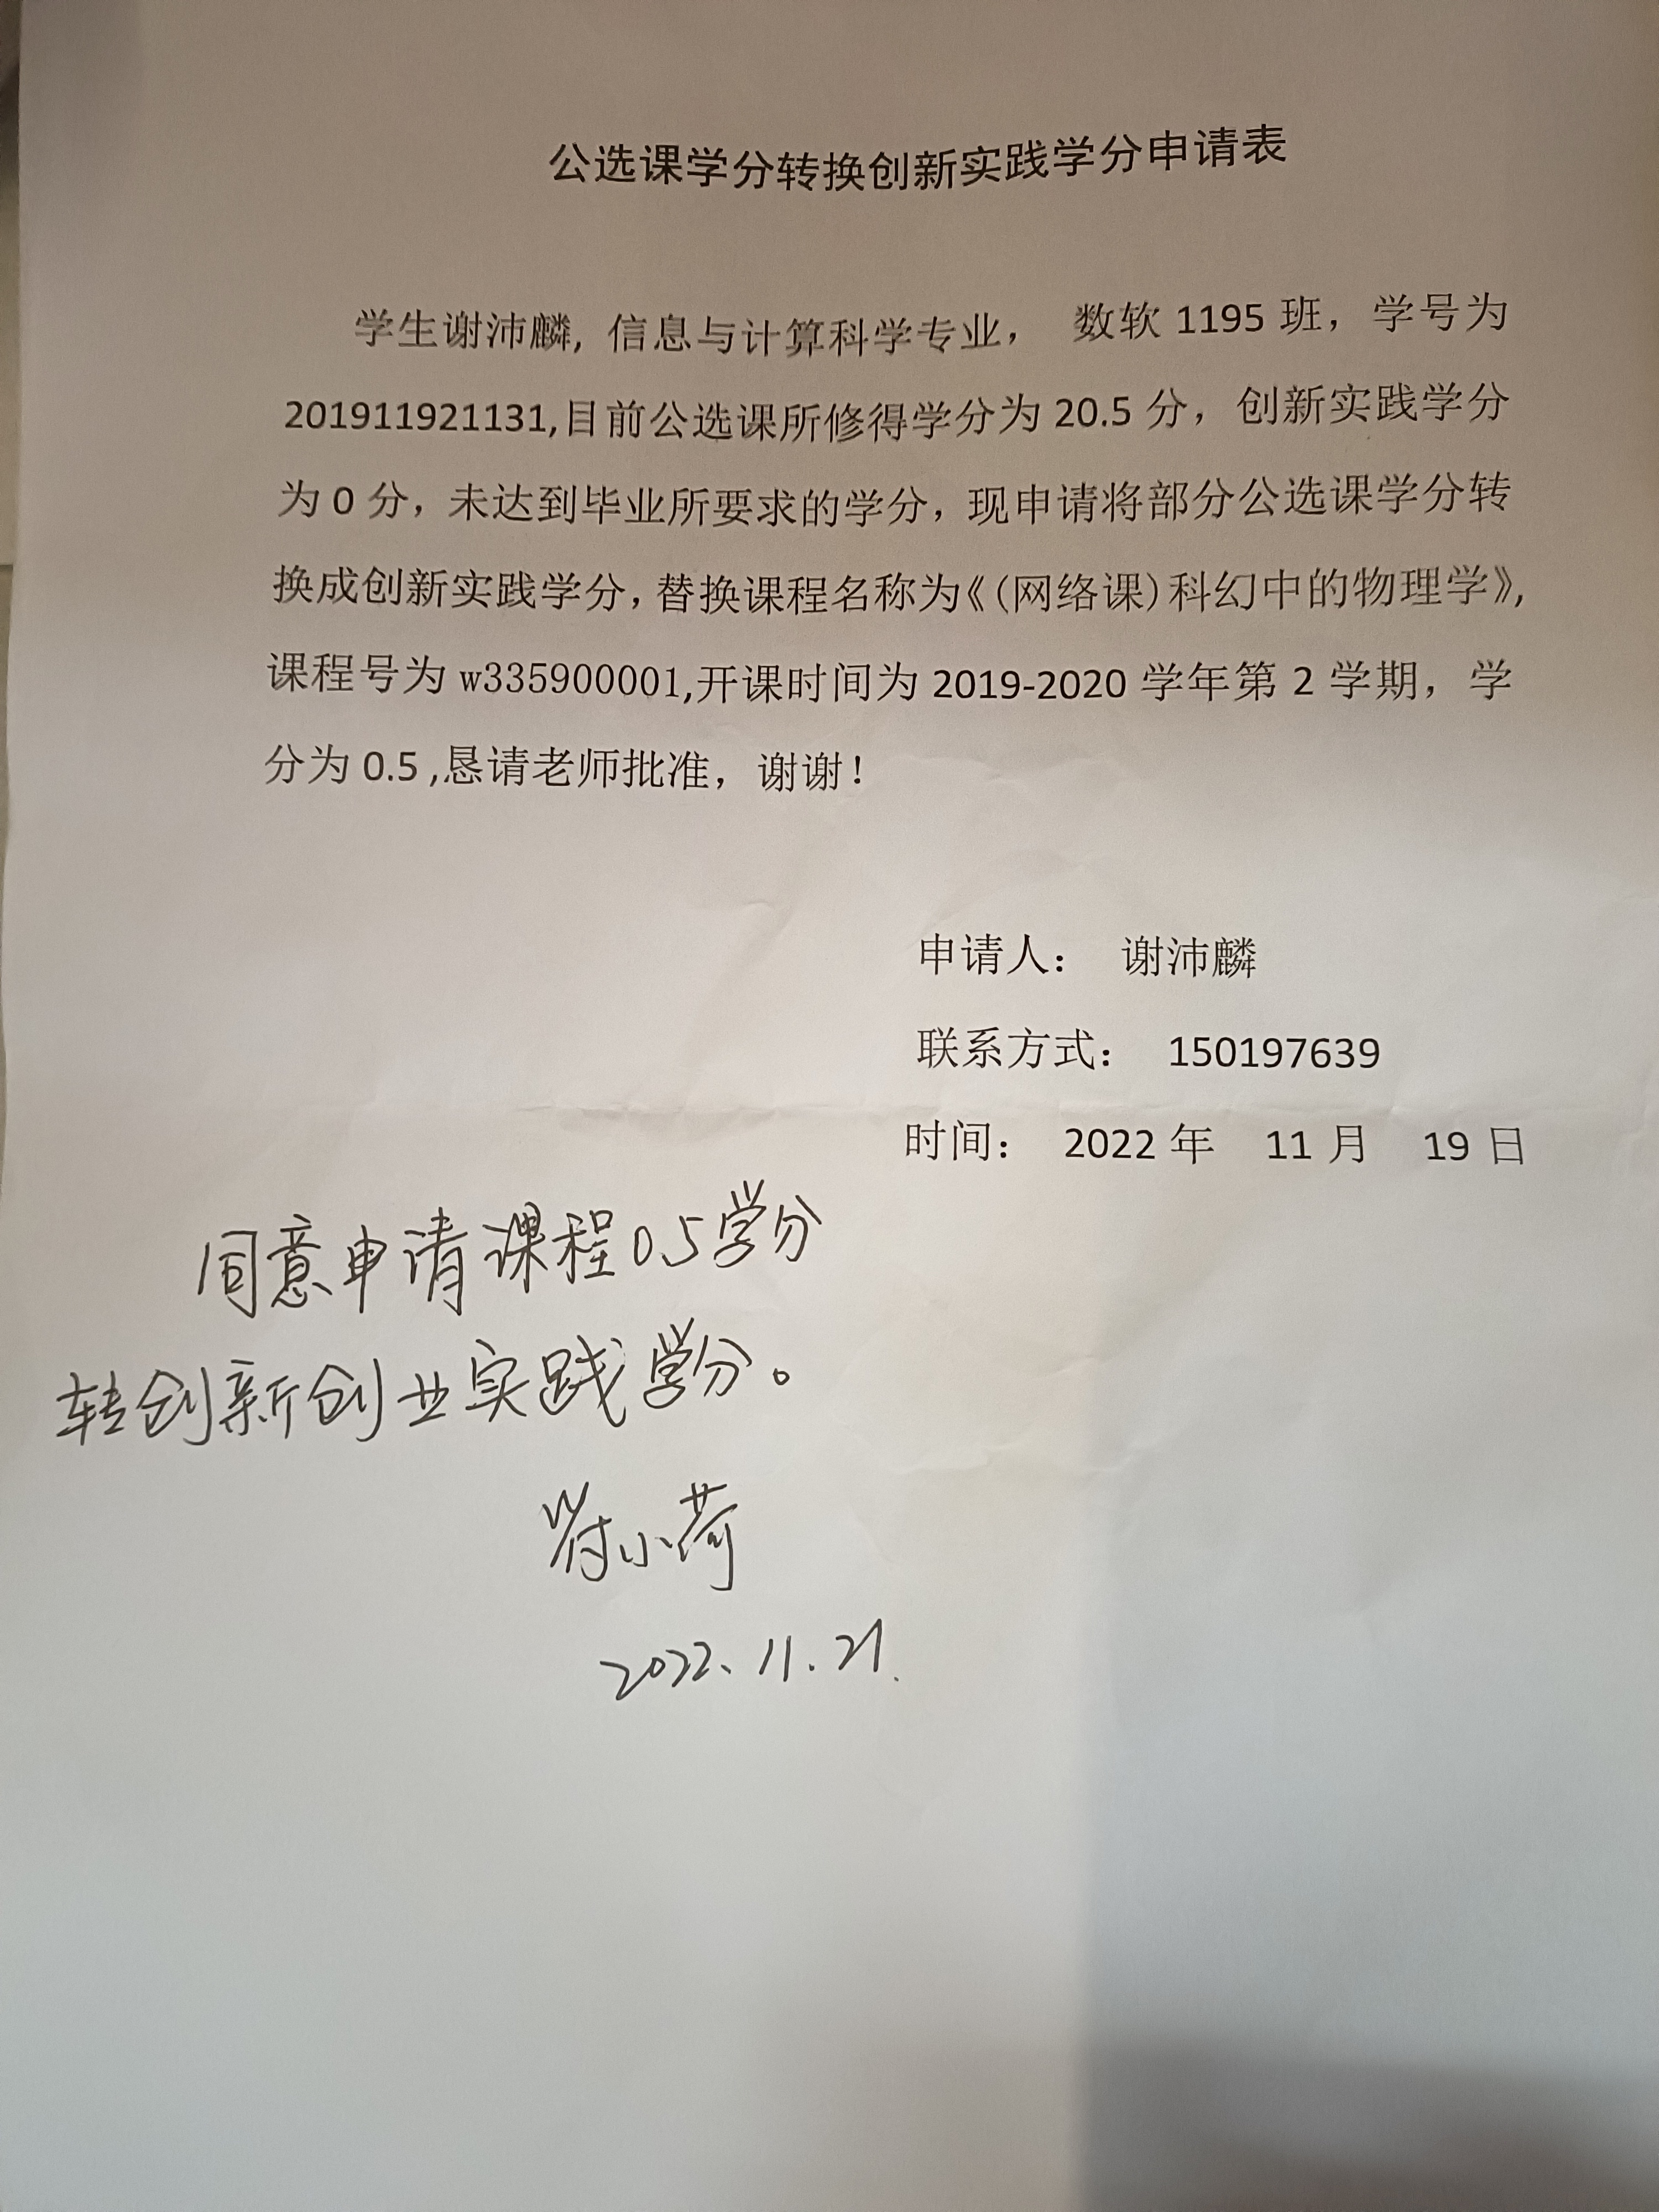 公选课学分转换创新实践学分申请表
学生谢沛麟, 信息与计算科学专业， 数软 1195 班，学号为
201911921131,目前公选课所修得学分为 20.5 分，创新实践学分
为 0 分，未达到毕业所要求的学分，现申请将部分公选课学分转
换成创新实践学分，替换课程名称为《(网络课)科幻中的物理学》,
课程号为 w335900001,开课时间为 2019-2020 学年第 2 学期，学
分为 0.5 ,恳请老师批准，谢谢！
申请人： 谢沛麟
联系方式： 150197639
时间： 2022 年 11 月 19 日
同意申请课程0.5学分
转创新创业实践学分。
符小荷
2022.11.21.